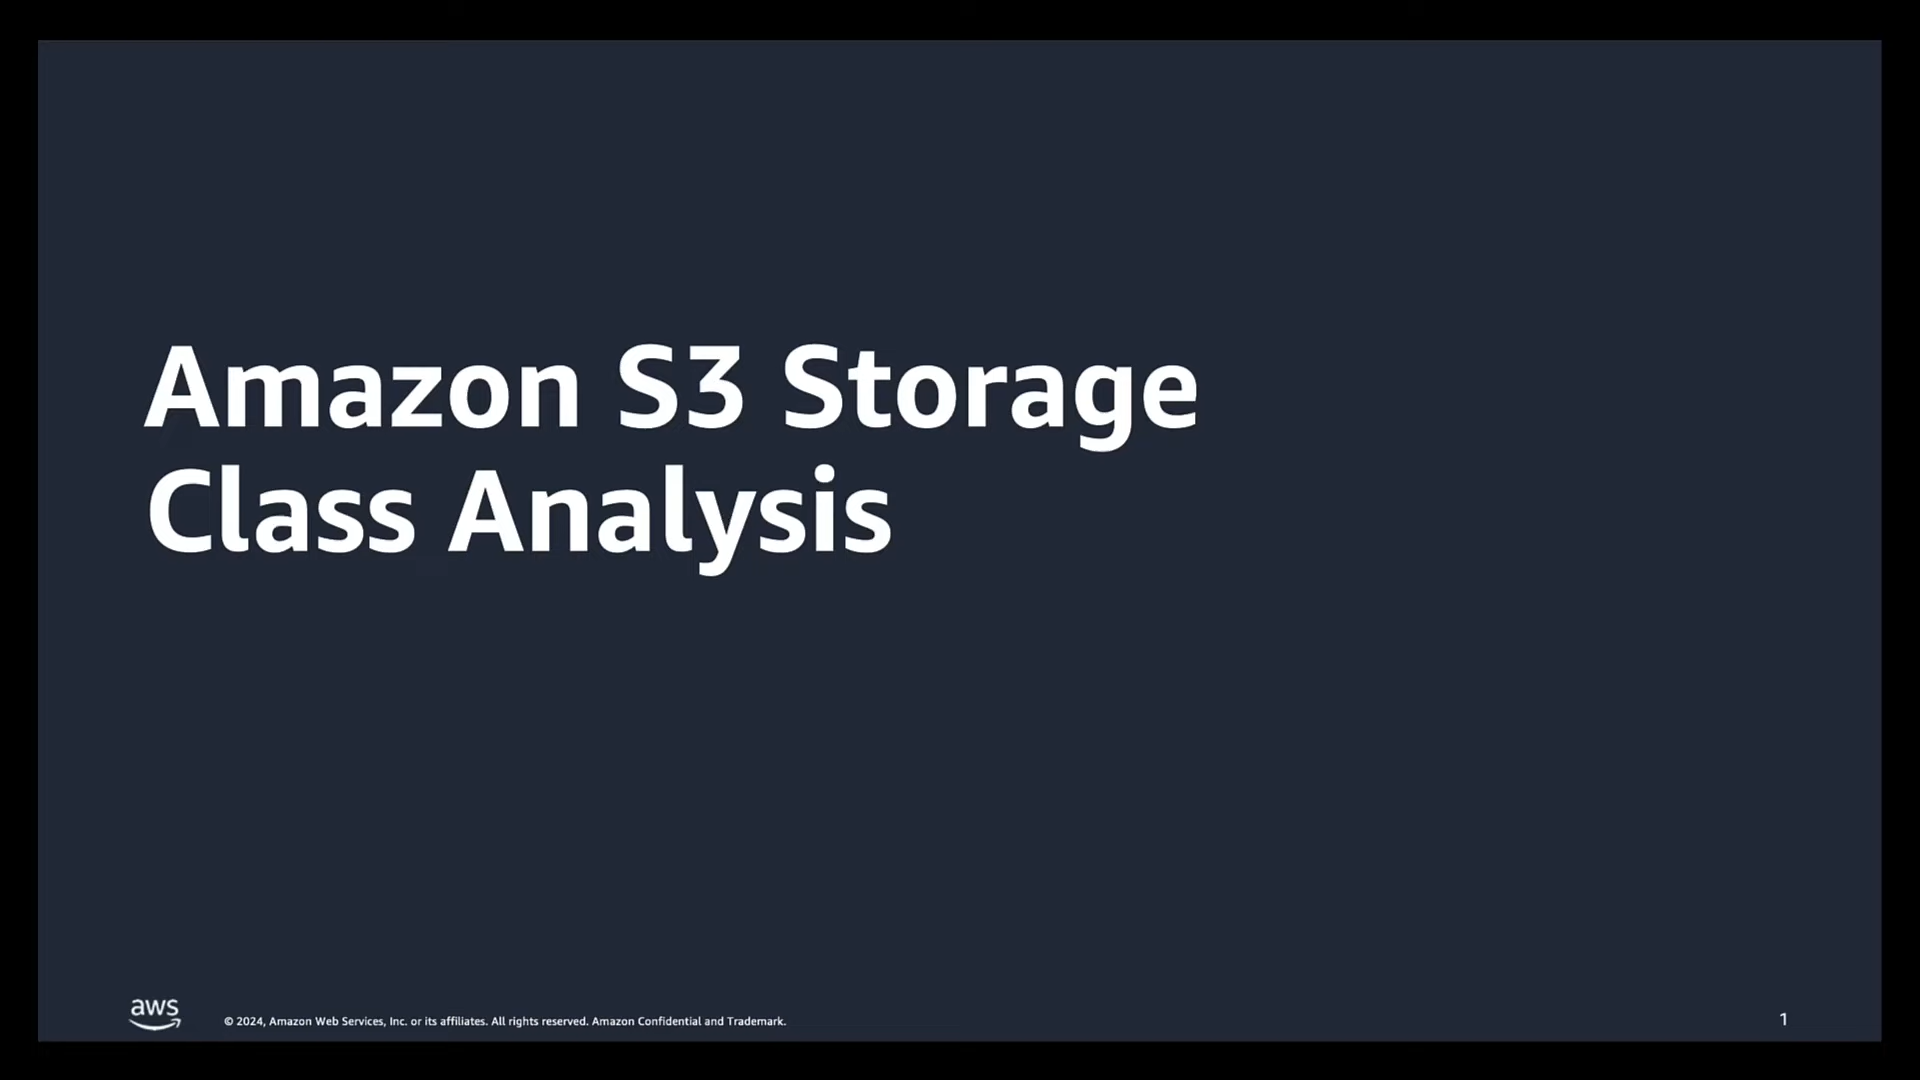 Amazon S3 Storage
Class Analysis
aws
© 2024, Amazon Web Services, Inc. or its affiliates. All rights reserved. Amazon Confidential and Trademark.
1